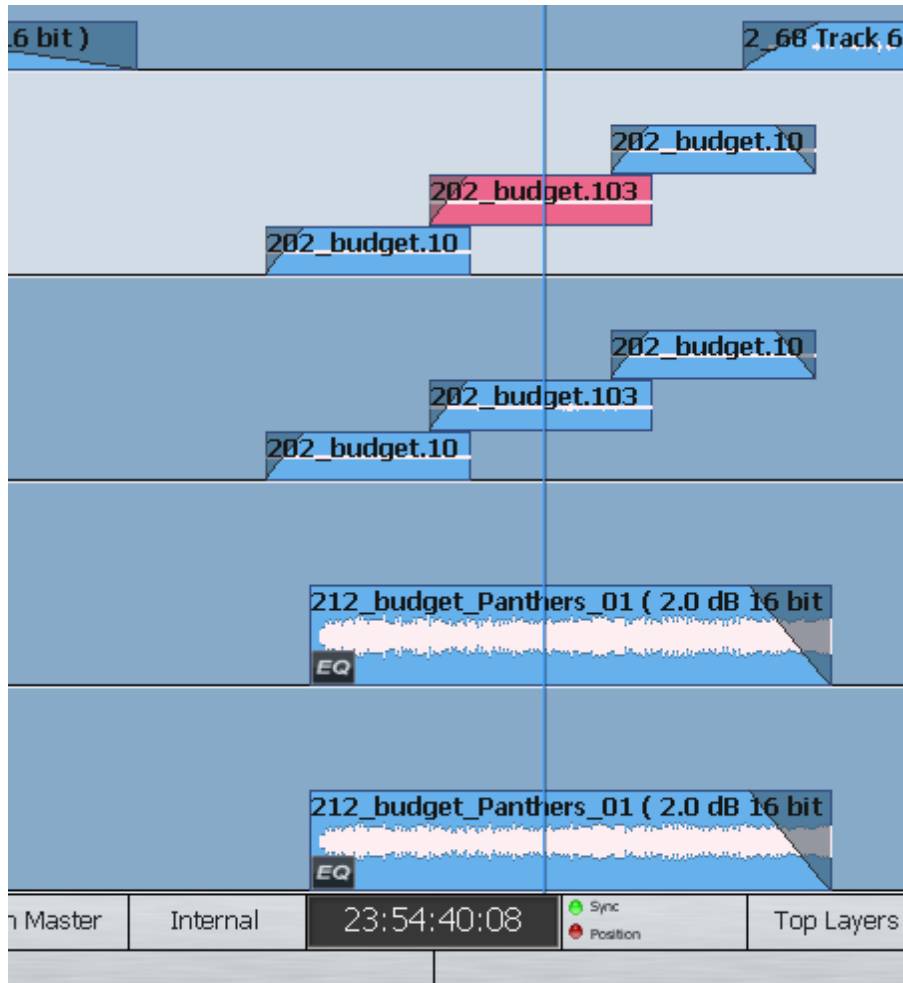 .6 bit )
2_68 Track 6
202_budget.10
202_budget.103
202_budget.10
202_budget.10
202_budget.103
202_budget.10
212_budget_Panthers_01 ( 2.0 dB 16 bit
EQ
212_budget_Panthers_01 ( 2.0 dB 16 bit
EQ
n Master
Internal
23:54:40:08
Sync
Position
Top Layers